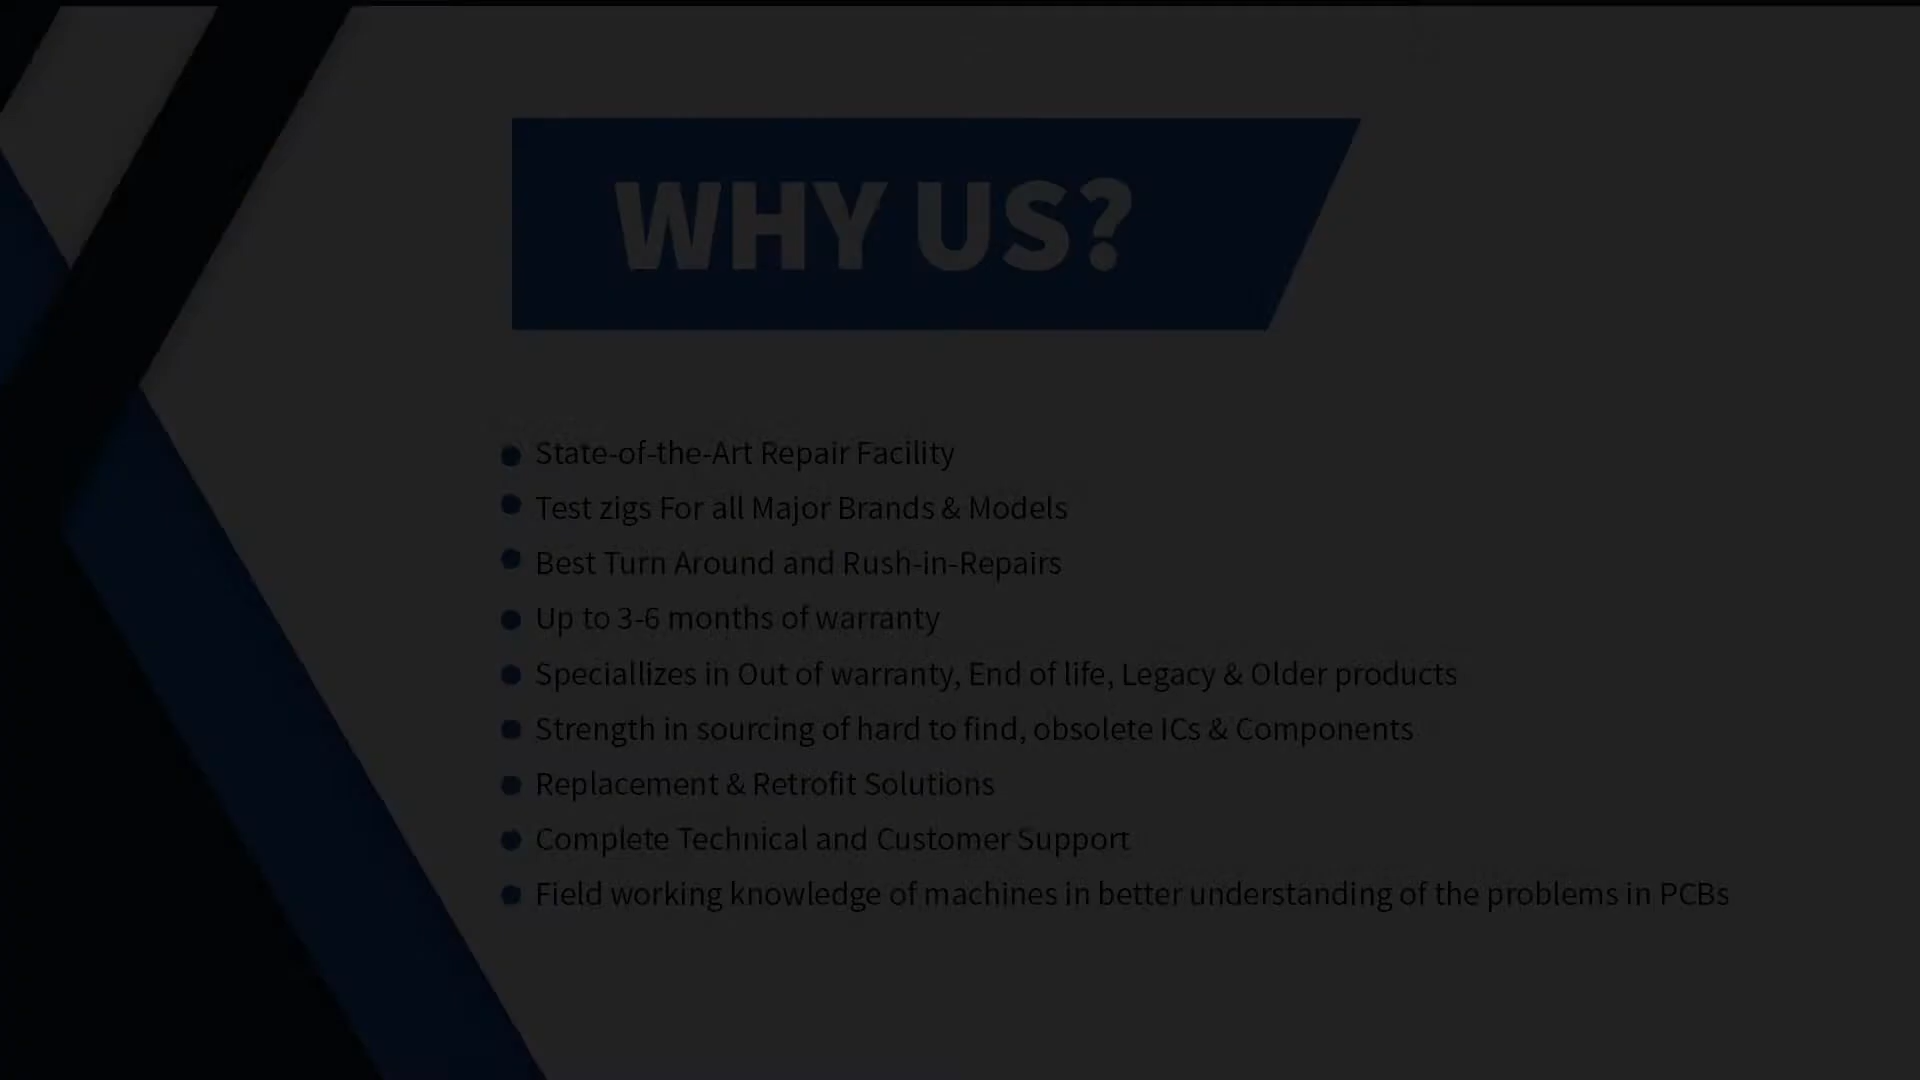 WHY US?
State-of-the-Art Repair Facility
Test zigs For all Major Brands & Models
Best Turn Around and Rush-in-Repairs
Up to 3-6 months of warranty
Speciallizes in Out of warranty, End of life, Legacy & Older products
Strength in sourcing of hard to find, obsolete ICs & Components
Replacement & Retrofit Solutions
Complete Technical and Customer Support
Field working knowledge of machines in better understanding of the problems in PCBs